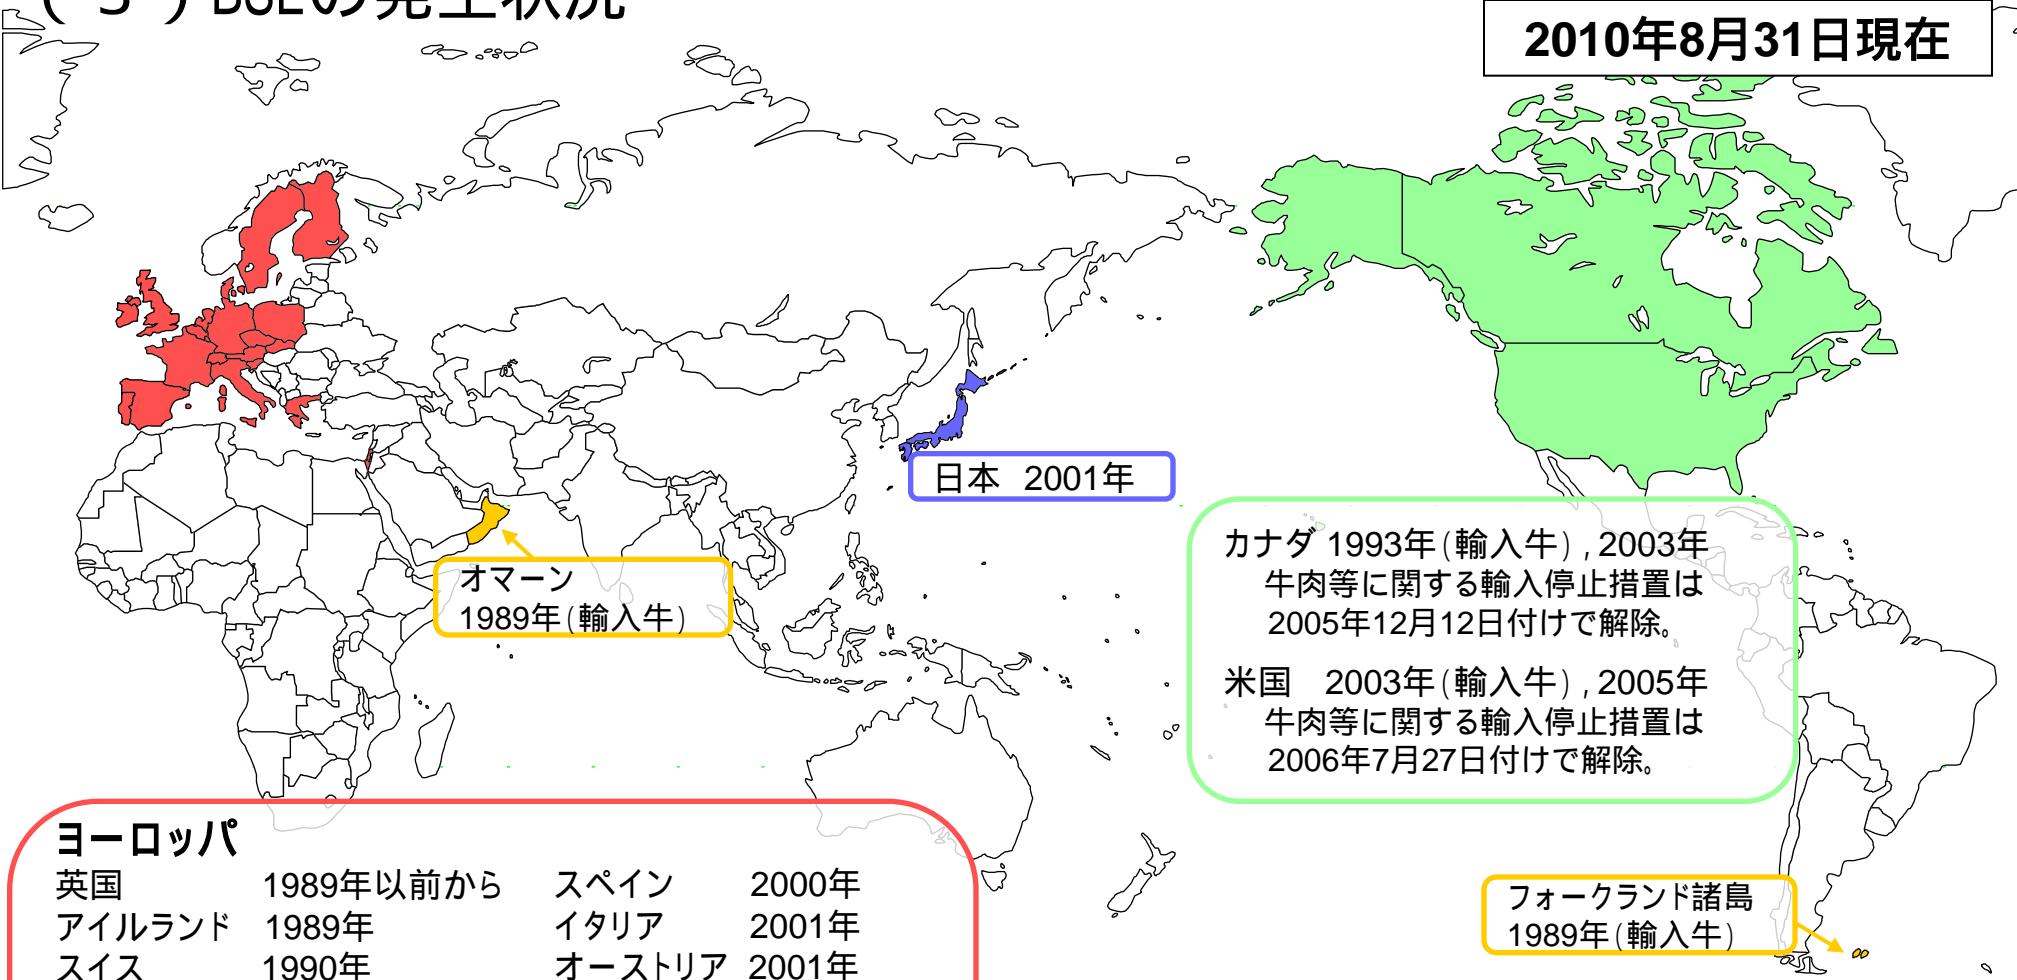 (3)BSEの発生状況
2010年8月31日現在
日本 2001年
カナダ 1993年(輸入牛),2003年
牛肉等に関する輸入停止措置は
2005年12月12日付けで解除。
オマーン
1989年(輸入牛)
米国 2003年(輸入牛),2005年
牛肉等に関する輸入停止措置は
2006年7月27日付けで解除。
ヨーロッパ
英国 1989年以前から スペイン 2000年
アイルランド 1989年 イタリア 2001年
スイス 1990年 オーストリア 2001年
フォークランド諸島
1989年(輸入牛)